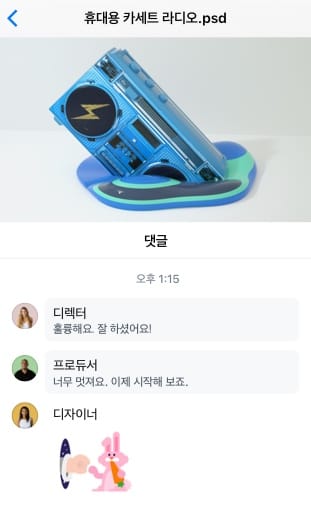 휴대용 카세트 라디오.psd
댓글
오후 1:15
디렉터
훌륭해요. 잘 하셨어요!
프로듀서
너무 멋져요. 이제 시작해 보죠.
디자이너